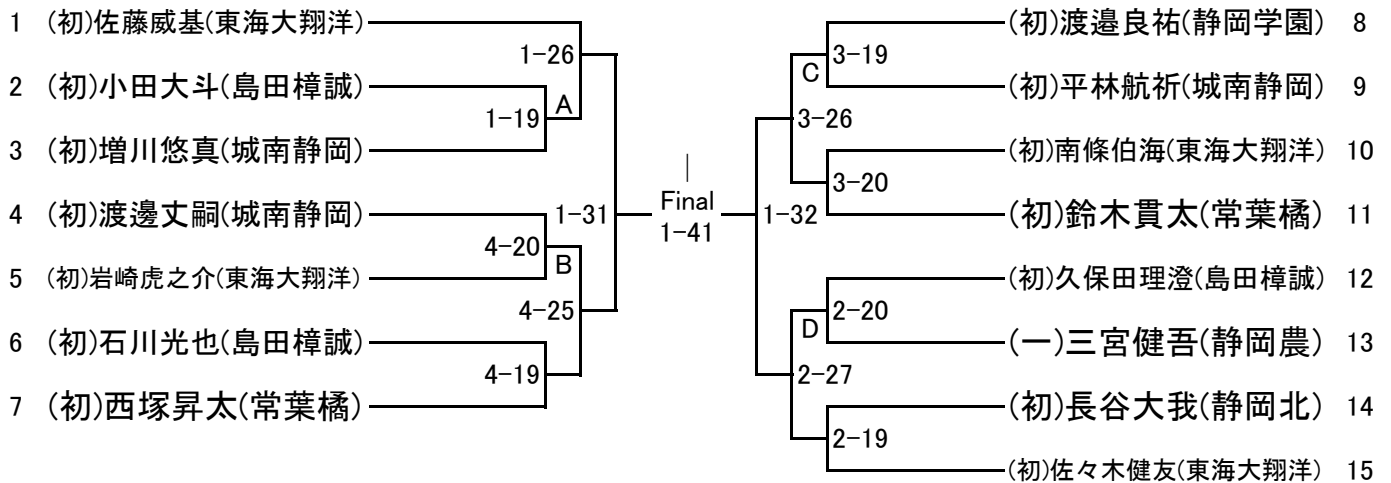 1 (初)佐藤威基(東海大翔洋)
2 (初)小田大斗(島田樟誠)
3 (初)増川悠真(城南静岡)
4 (初)渡邊丈嗣(城南静岡)
5 (初)岩崎虎之介(東海大翔洋)
6 (初)石川光也(島田樟誠)
7 (初)西塚昇太(常葉橘)
1-26
A
1-19
1-31
4-20
B
4-25
4-19
|
Final
1-41
3-19
C
3-26
3-20
1-32
2-20
D
2-27
2-19
(初)渡邉良祐(静岡学園) 8
(初)平林航祈(城南静岡) 9
(初)南條伯海(東海大翔洋) 10
(初)鈴木貫太(常葉橘) 11
(初)久保田理澄(島田樟誠) 12
(一)三宮健吾(静岡農) 13
(初)長谷大我(静岡北) 14
(初)佐々木健友(東海大翔洋) 15